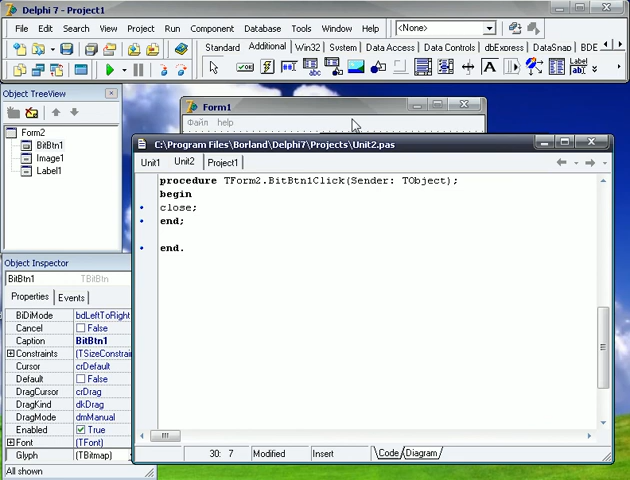 Delphi 7 - Project1
File Edit Search View Project Run Component Database Tools Window Help <None>
Standard Additional Win32 System Data Access Data Controls dbExpress DataSnap BDE
Object TreeView
Form2
BitBtn1
Image1
Label1
Form1
Файл help
C:\Program Files\Borland\Delphi7\Projects\Unit2.pas
Unit1 Unit2 Project1
procedure TForm2.BitBtn1Click(Sender: TObject);
begin
close;
end;
end.
Object Inspector
BitBtn1 TBitBtn
Properties Events
BiDiMode bdLeftToRight
Cancel False
Caption BitBtn1
Constraints (TSizeConstrai
Cursor crDefault
Default False
DragCursor crDrag
DragKind dkDrag
DragMode dmManual
Enabled True
Font (TFont)
Glyph (TBitmap)
All shown
30: 7 Modified Insert Code Diagram